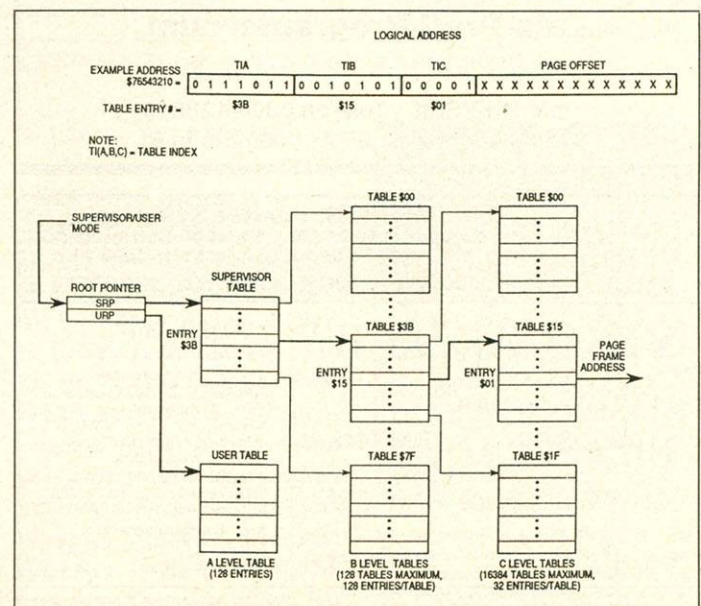 LOGICAL ADDRESS
TIA TIB TIC PAGE OFFSET
EXAMPLE ADDRESS
$76543210 = 0 1 1 1 0 1 1 0 0 1 0 1 0 1 0 0 0 0 1 X X X X X X X X X X X X X
TABLE ENTRY # = $3B $15 $01
NOTE:
TI(A,B,C) = TABLE INDEX
TABLE $00 TABLE $00
SUPERVISOR/USER
MODE
ROOT POINTER
SRP
URP
SUPERVISOR
TABLE
ENTRY
$3B
TABLE $3B
ENTRY
$15
TABLE $15
ENTRY
$01
PAGE
FRAME
ADDRESS
USER TABLE TABLE $7F TABLE $1F
A LEVEL TABLE
(128 ENTRIES)
B LEVEL TABLES
(128 TABLES MAXIMUM,
128 ENTRIES/TABLE)
C LEVEL TABLES
(16384 TABLES MAXIMUM,
32 ENTRIES/TABLE)